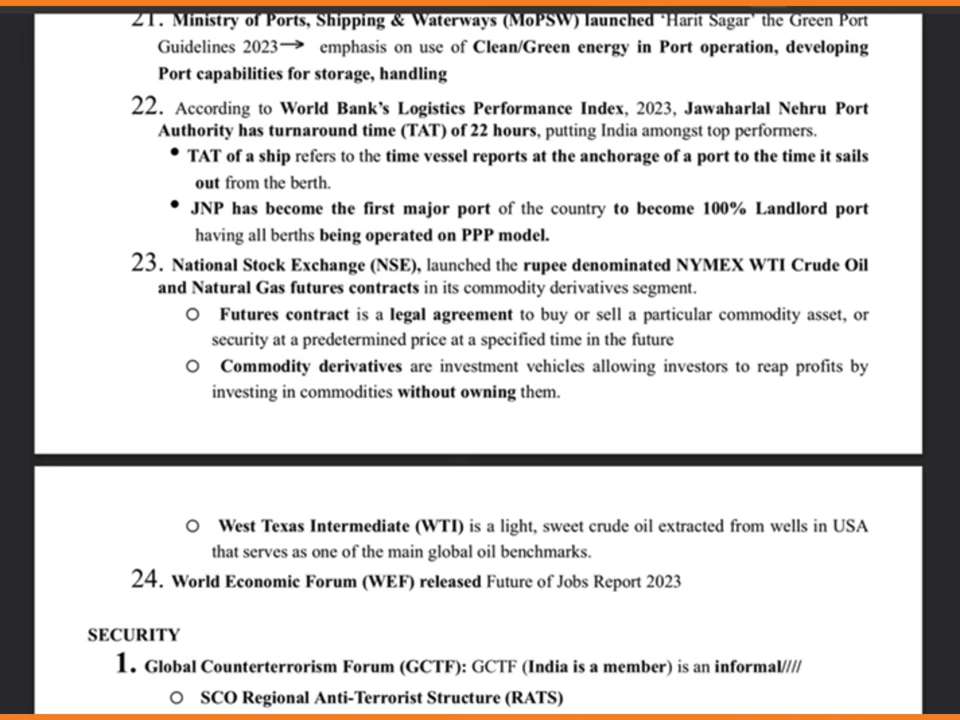 21. Ministry of Ports, Shipping & Waterways (MoPSW) launched 'Harit Sagar' the Green Port
Guidelines 2023→ emphasis on use of Clean/Green energy in Port operation, developing
Port capabilities for storage, handling
22. According to World Bank's Logistics Performance Index, 2023, Jawaharlal Nehru Port
Authority has turnaround time (TAT) of 22 hours, putting India amongst top performers.
• TAT of a ship refers to the time vessel reports at the anchorage of a port to the time it sails
out from the berth.
• JNP has become the first major port of the country to become 100% Landlord port
having all berths being operated on PPP model.
23. National Stock Exchange (NSE), launched the rupee denominated NYMEX WTI Crude Oil
and Natural Gas futures contracts in its commodity derivatives segment.
○ Futures contract is a legal agreement to buy or sell a particular commodity asset, or
security at a predetermined price at a specified time in the future
○ Commodity derivatives are investment vehicles allowing investors to reap profits by
investing in commodities without owning them.
○ West Texas Intermediate (WTI) is a light, sweet crude oil extracted from wells in USA
that serves as one of the main global oil benchmarks.
24. World Economic Forum (WEF) released Future of Jobs Report 2023
SECURITY
1. Global Counterterrorism Forum (GCTF): GCTF (India is a member) is an informal////
○ SCO Regional Anti-Terrorist Structure (RATS)